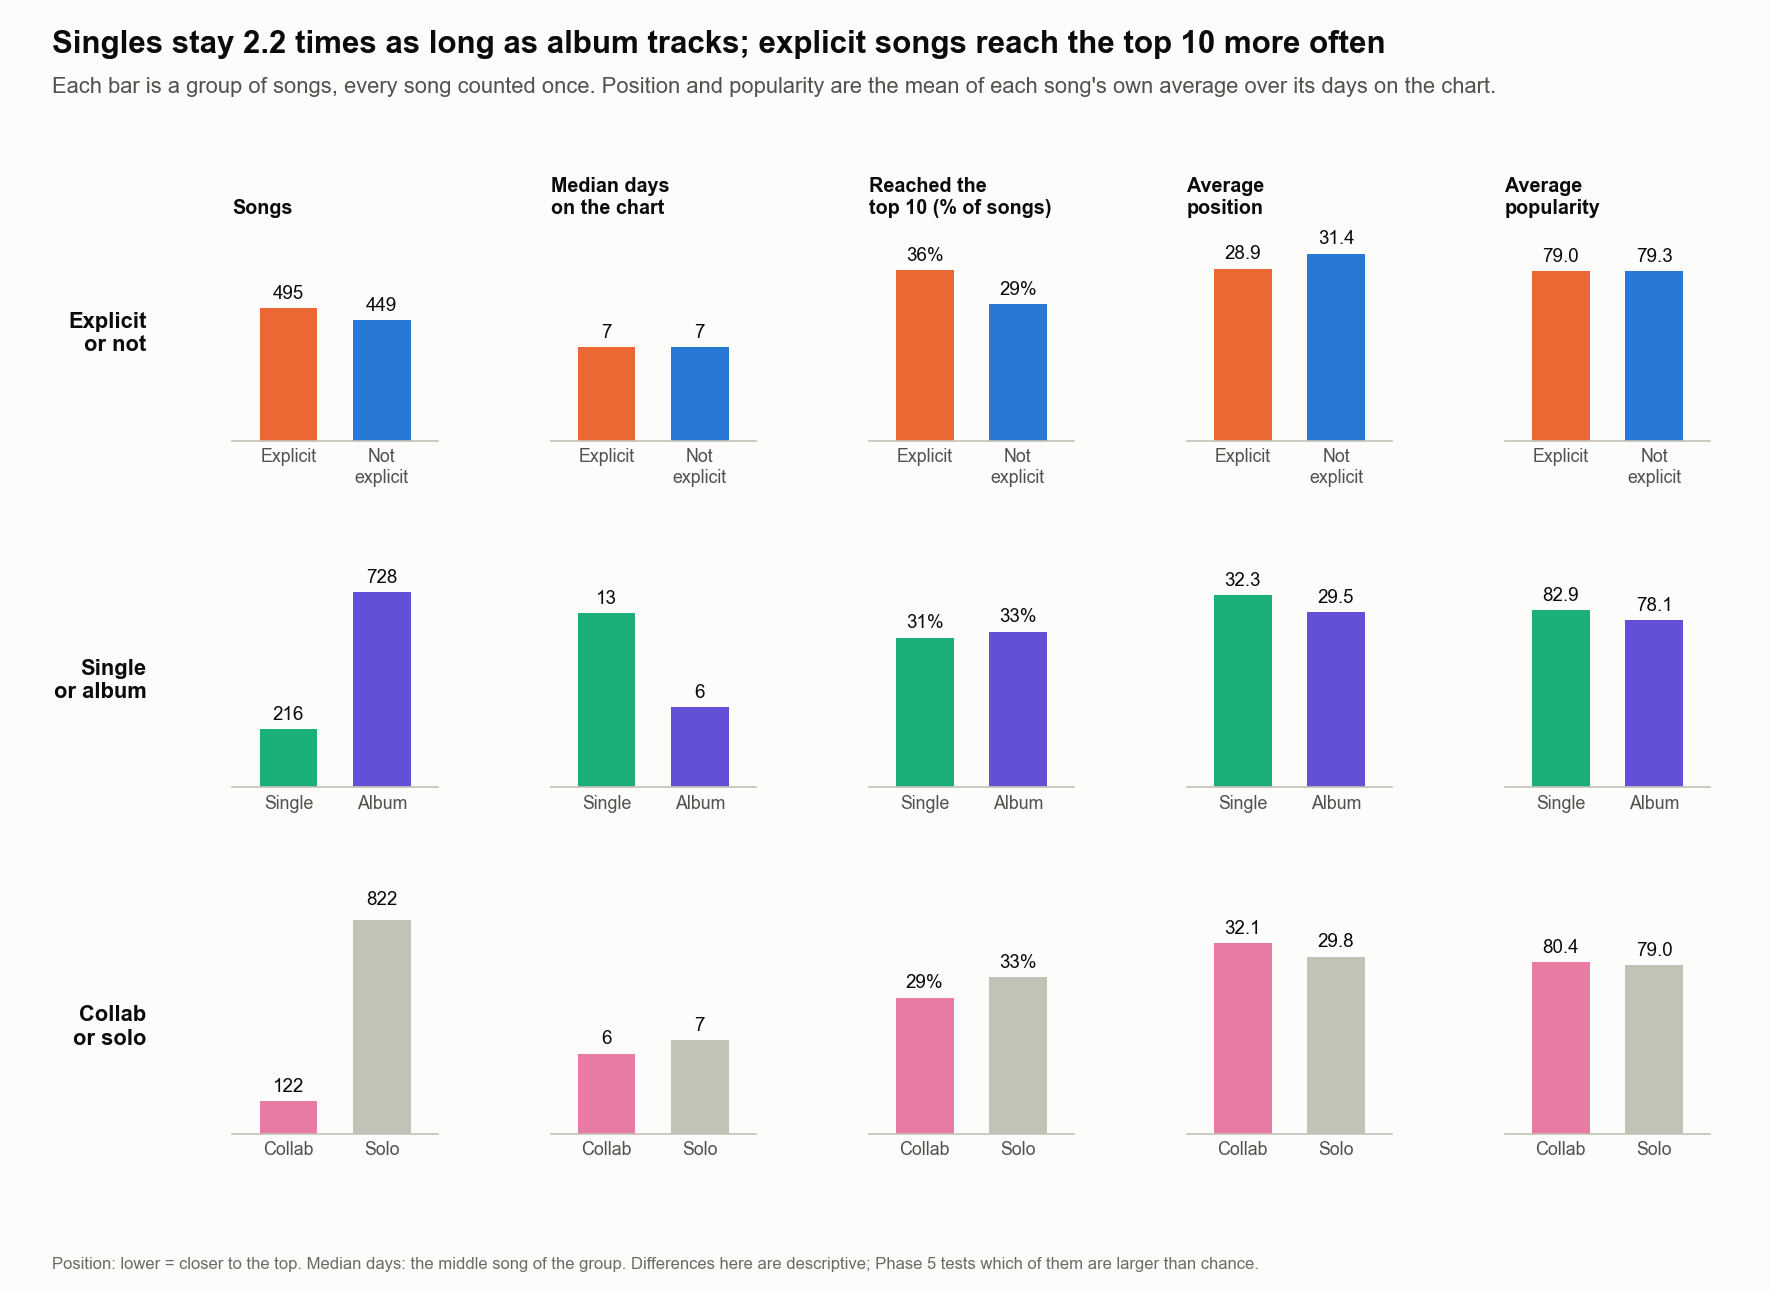 Singles stay 2.2 times as long as album tracks; explicit songs reach the top 10 more often
Each bar is a group of songs, every song counted once. Position and popularity are the mean of each song's own average over its days on the chart.
Songs
Median days
on the chart
Reached the
top 10 (% of songs)
Average
position
Average
popularity
Explicit
or not
495
449
Explicit
Not
explicit
7
7
Explicit
Not
explicit
36%
29%
Explicit
Not
explicit
28.9
31.4
Explicit
Not
explicit
79.0
79.3
Explicit
Not
explicit
Single
or album
216
728
Single
Album
13
6
Single
Album
31%
33%
Single
Album
32.3
29.5
Single
Album
82.9
78.1
Single
Album
Collab
or solo
122
822
Collab
Solo
6
7
Collab
Solo
29%
33%
Collab
Solo
32.1
29.8
Collab
Solo
80.4
79.0
Collab
Solo
Position: lower = closer to the top. Median days: the middle song of the group. Differences here are descriptive; Phase 5 tests which of them are larger than chance.